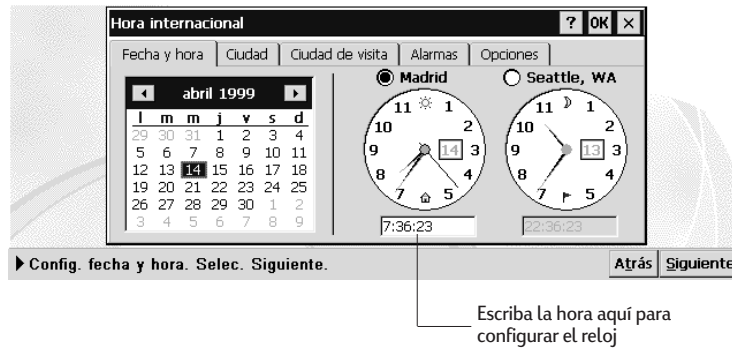 Hora internacional ? OK ×
Fecha y hora Ciudad Ciudad de visita Alarmas Opciones
abril 1999
l m m j v s d
29 30 31 1 2 3 4
5 6 7 8 9 10 11
12 13 14 15 16 17 18
19 20 21 22 23 24 25
26 27 28 29 30 1 2
3 4 5 6 7 8 9
Madrid
11 1
10 2
9 14 3
8 4
7 5
7:36:23
Seattle, WA
11 1
10 2
9 13 3
8 4
7 5
22:36:23
Config. fecha y hora. Selec. Siguiente. Atrás Siguiente
Escriba la hora aquí para
configurar el reloj